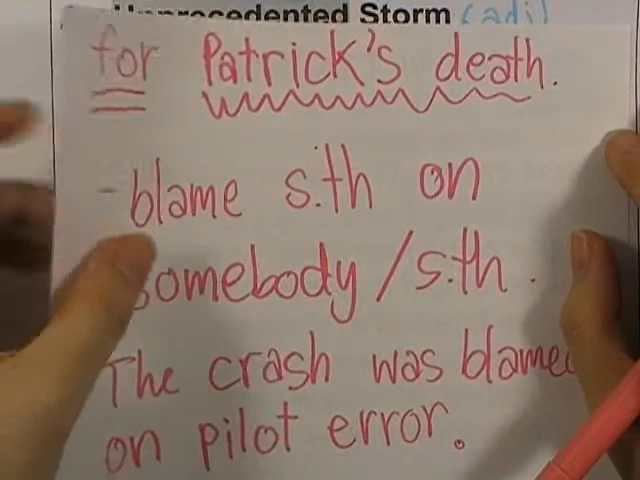 Unprecedented Storm (adj)
for Patrick's death.
-blame s.th on
somebody/s.th.
The crash was blamed
on pilot error.